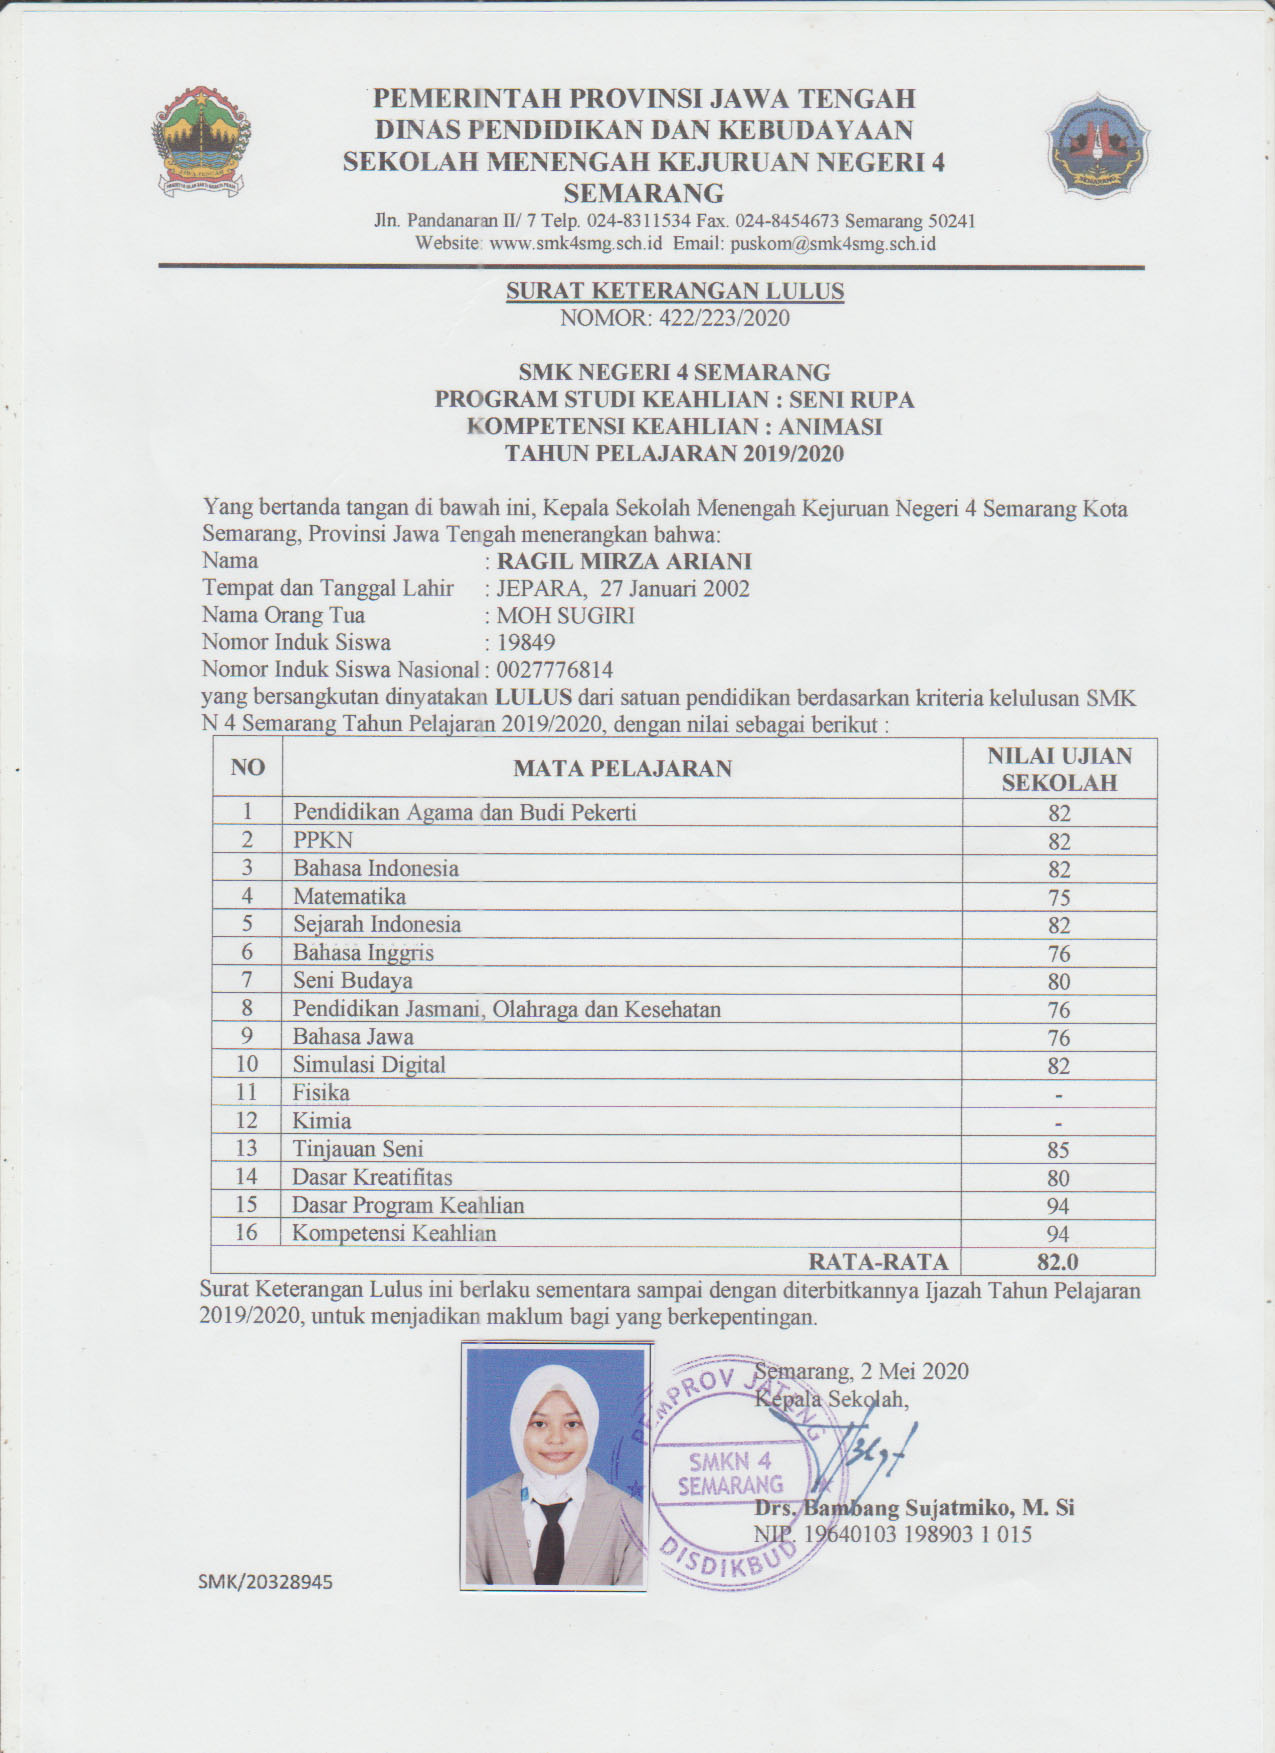 PEMERINTAH PROVINSI JAWA TENGAH
DINAS PENDIDIKAN DAN KEBUDAYAAN
SEKOLAH MENENGAH KEJURUAN NEGERI 4
SEMARANG
Jln. Pandanaran II/ 7 Telp. 024-8311534 Fax. 024-8454673 Semarang 50241
Website: www.smk4smg.sch.id Email: puskom@smk4smg.sch.id
SURAT KETERANGAN LULUS
NOMOR: 422/223/2020
SMK NEGERI 4 SEMARANG
PROGRAM STUDI KEAHLIAN : SENI RUPA
KOMPETENSI KEAHLIAN : ANIMASI
TAHUN PELAJARAN 2019/2020
Yang bertanda tangan di bawah ini, Kepala Sekolah Menengah Kejuruan Negeri 4 Semarang Kota
Semarang, Provinsi Jawa Tengah menerangkan bahwa:
Nama : RAGIL MIRZA ARIANI
Tempat dan Tanggal Lahir : JEPARA, 27 Januari 2002
Nama Orang Tua : MOH SUGIRI
Nomor Induk Siswa : 19849
Nomor Induk Siswa Nasional : 0027776814
yang bersangkutan dinyatakan LULUS dari satuan pendidikan berdasarkan kriteria kelulusan SMK
N 4 Semarang Tahun Pelajaran 2019/2020, dengan nilai sebagai berikut :
NO MATA PELAJARAN NILAI UJIAN SEKOLAH
1 Pendidikan Agama dan Budi Pekerti 82
2 PPKN 82
3 Bahasa Indonesia 82
4 Matematika 75
5 Sejarah Indonesia 82
6 Bahasa Inggris 76
7 Seni Budaya 80
8 Pendidikan Jasmani, Olahraga dan Kesehatan 76
9 Bahasa Jawa 76
10 Simulasi Digital 82
11 Fisika -
12 Kimia -
13 Tinjauan Seni 85
14 Dasar Kreatifitas 80
15 Dasar Program Keahlian 94
16 Kompetensi Keahlian 94
RATA-RATA 82.0
Surat Keterangan Lulus ini berlaku sementara sampai dengan diterbitkannya Ijazah Tahun Pelajaran
2019/2020, untuk menjadikan maklum bagi yang berkepentingan.
Semarang, 2 Mei 2020
Kepala Sekolah,
PEMPROV JATENG
SMKN 4
SEMARANG
DISDIKBUD
Drs. Bambang Sujatmiko, M. Si
NIP. 19640103 198903 1 015
SMK/20328945